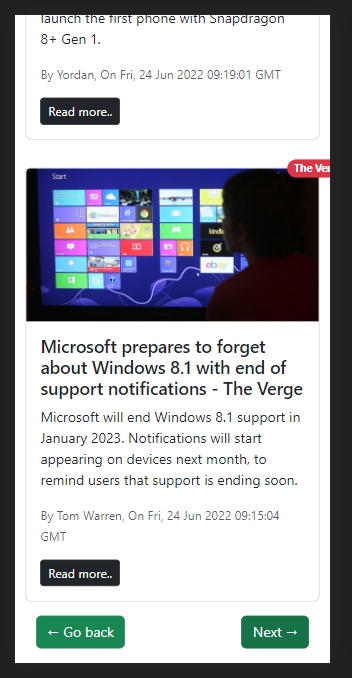 launch the first phone with Snapdragon
8+ Gen 1.
By Yordan, On Fri, 24 Jun 2022 09:19:01 GMT
Read more..
The Ver
Start
ebay
Microsoft prepares to forget
about Windows 8.1 with end of
support notifications - The Verge
Microsoft will end Windows 8.1 support in
January 2023. Notifications will start
appearing on devices next month, to
remind users that support is ending soon.
By Tom Warren, On Fri, 24 Jun 2022 09:15:04
GMT
Read more..
← Go back
Next →